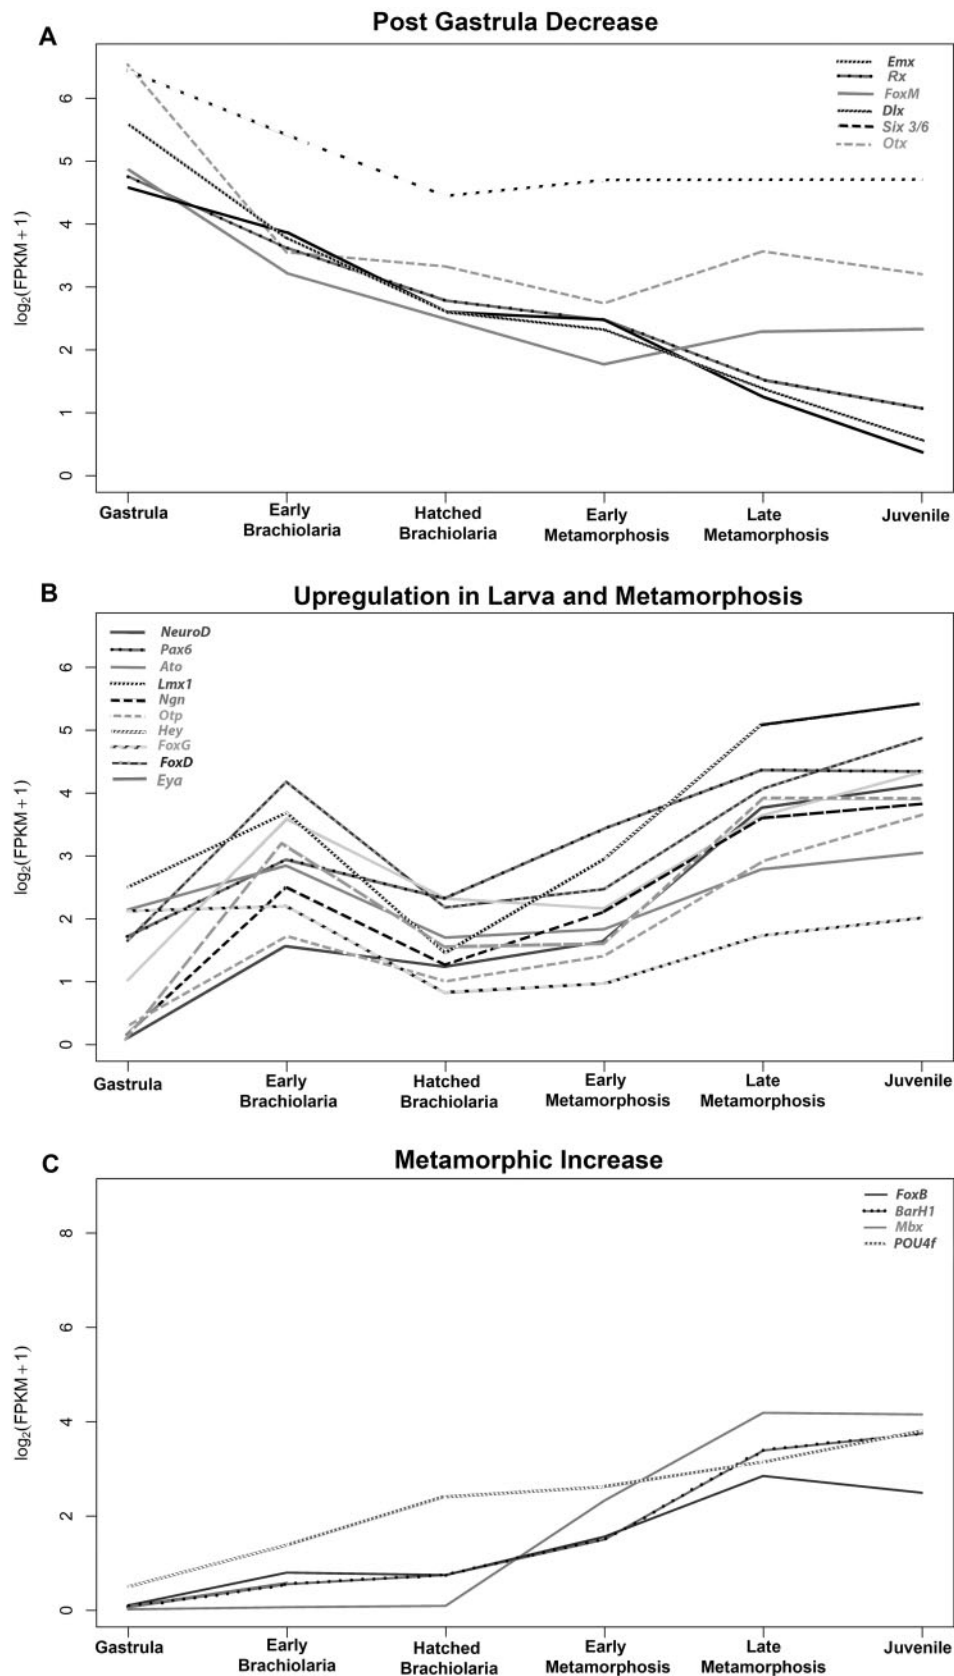 A
Post Gastrula Decrease
Emx
Rx
FoxM
Dlx
Six 3/6
Otx
log2(FPKM + 1)
6
5
4
3
2
1
0
Gastrula
Early
Brachiolaria
Hatched
Brachiolaria
Early
Metamorphosis
Late
Metamorphosis
Juvenile
B
Upregulation in Larva and Metamorphosis
NeuroD
Pax6
Ato
Lmx1
Ngn
Otp
Hey
FoxG
FoxD
Eya
log2(FPKM + 1)
6
5
4
3
2
1
0
Gastrula
Early
Brachiolaria
Hatched
Brachiolaria
Early
Metamorphosis
Late
Metamorphosis
Juvenile
C
Metamorphic Increase
FoxB
BarH1
Mbx
POU4f
log2(FPKM + 1)
8
6
4
2
0
Gastrula
Early
Brachiolaria
Hatched
Brachiolaria
Early
Metamorphosis
Late
Metamorphosis
Juvenile